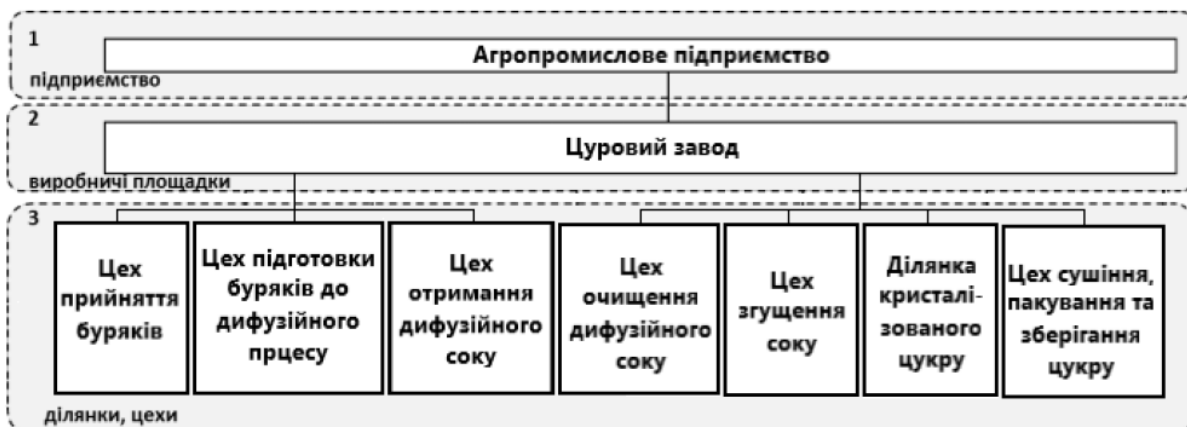 1
Агропромислове підприємство
підприємство
2
Цуровий завод
виробничі площадки
3
Цех
прийняття
буряків
Цех підготовки
буряків до
дифузійного
прцесу
Цех
отримання
дифузійного
соку
Цех
очищення
дифузійного
соку
Цех
згущення
соку
Ділянка
кристалі-
зованого
цукру
Цех сушіння,
пакування та
зберігання
цукру
ділянки, цехи